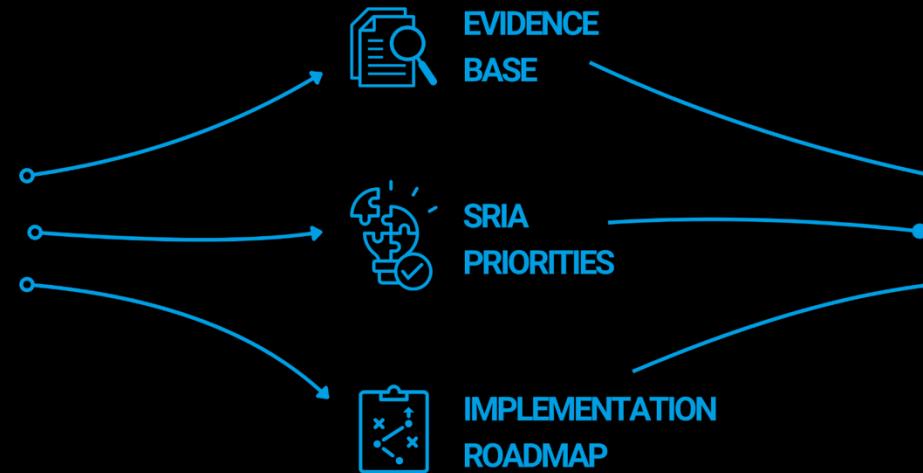 EVIDENCE
BASE
SRIA
PRIORITIES
IMPLEMENTATION
ROADMAP